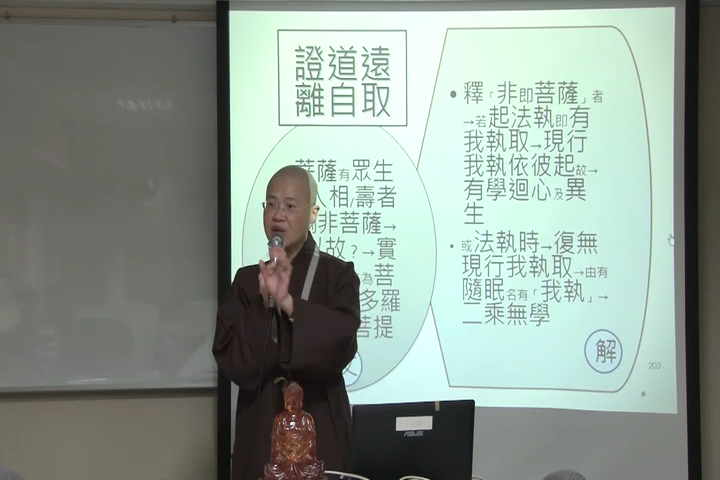 證道遠
離自取
菩薩有眾生
人相/壽者
非菩薩→
故?→實
為菩
多羅
菩提
•釋「非即菩薩」者
→若起法執即有
我執取→現行
我執依彼起故→
有學迴心及異
生
•或法執時→復無
現行我執取→由有
隨眠名有「我執」→
二乘無學
解
202
ASUS